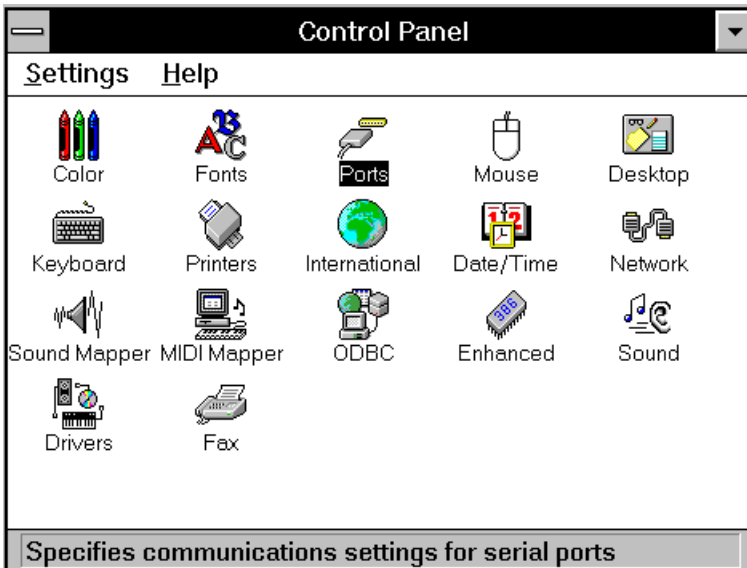 Control Panel
Settings Help
Color Fonts Ports Mouse Desktop
Keyboard Printers International Date/Time Network
Sound Mapper MIDI Mapper ODBC Enhanced Sound
Drivers Fax
Specifies communications settings for serial ports